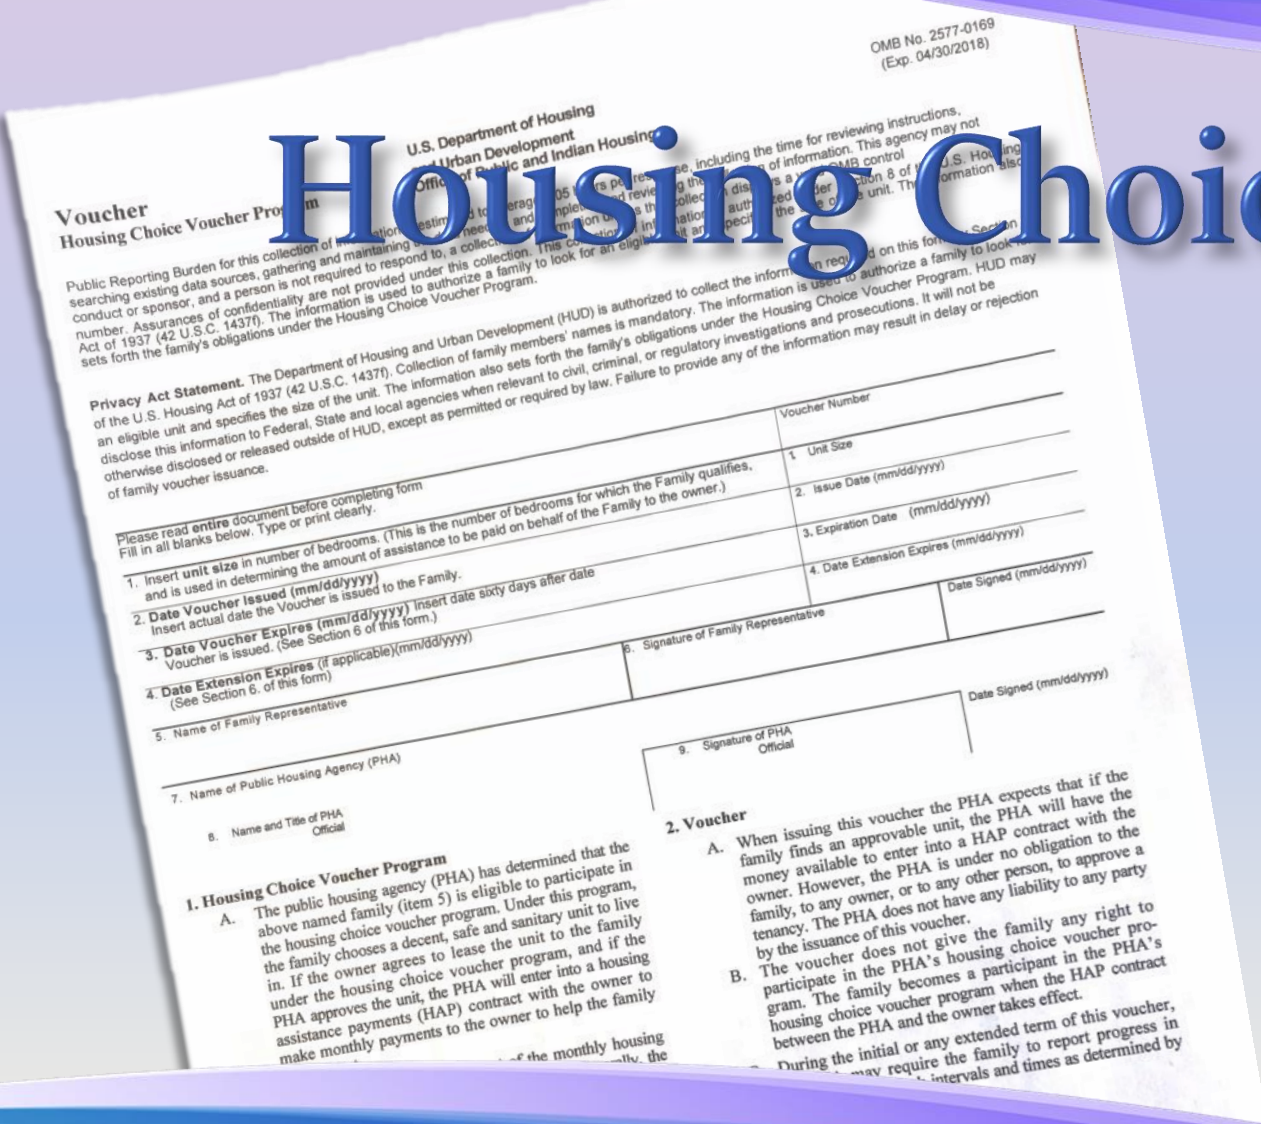 Housing Choic
OMB No. 2577-0169
(Exp. 04/30/2018)
U.S. Department of Housing
Urban Development
Office of Public and Indian Housing
Voucher
Housing Choice Voucher Program
Public Reporting Burden for this collection of including the time for reviewing instructions,
searching existing data sources, gathering and maintaining of information. This agency may not
conduct or sponsor, and a person is not required to respond to, a control
number. Assurances of confidentiality are not provided under this collection. This of the U.S. Housing
Act of 1937 (42 U.S.C. 1437f). The information is used to authorize a family to look for an eligible the unit. The information also
sets forth the family's obligations under the Housing Choice Voucher Program.
Privacy Act Statement. The Department of Housing and Urban Development (HUD) is authorized to collect the information required on this form by Section
of the U.S. Housing Act of 1937 (42 U.S.C. 1437f). Collection of family members' names is mandatory. The information is used to authorize a family to look for
an eligible unit and specifies the size of the unit. The information also sets forth the family's obligations under the Housing Choice Voucher Program. HUD may
disclose this information to Federal, State and local agencies when relevant to civil, criminal, or regulatory investigations and prosecutions. It will not be
otherwise disclosed or released outside of HUD, except as permitted or required by law. Failure to provide any of the information may result in delay or rejection
of family voucher issuance.
Voucher Number
Please read entire document before completing form
Fill in all blanks below. Type or print clearly.
1. Insert unit size in number of bedrooms. (This is the number of bedrooms for which the Family qualifies,
and is used in determining the amount of assistance to be paid on behalf of the Family to the owner.)
1 Unit Size
2. Date Voucher Issued (mm/dd/yyyy)
Insert actual date the Voucher is issued to the Family.
2. Issue Date (mm/dd/yyyy)
3. Date Voucher Expires (mm/dd/yyyy) Insert date sixty days after date
Voucher is issued. (See Section 6 of this form.)
3. Expiration Date (mm/dd/yyyy)
4. Date Extension Expires (if applicable)(mm/dd/yyyy)
(See Section 6. of this form)
4. Date Extension Expires (mm/dd/yyyy)
5. Name of Family Representative
6. Signature of Family Representative
Date Signed (mm/dd/yyyy)
7. Name of Public Housing Agency (PHA)
8. Name and Title of PHA
Official
9. Signature of PHA
Official
Date Signed (mm/dd/yyyy)
1. Housing Choice Voucher Program
A. The public housing agency (PHA) has determined that the
above named family (item 5) is eligible to participate in
the housing choice voucher program. Under this program,
the family chooses a decent, safe and sanitary unit to live
in. If the owner agrees to lease the unit to the family
under the housing choice voucher program, and if the
PHA approves the unit, the PHA will enter into a housing
assistance payments (HAP) contract with the owner to
make monthly payments to the owner to help the family
of the monthly housing
the
2. Voucher
A. When issuing this voucher the PHA expects that if the
family finds an approvable unit, the PHA will have the
money available to enter into a HAP contract with the
owner. However, the PHA is under no obligation to the
family, to any owner, or to any other person, to approve a
tenancy. The PHA does not have any liability to any party
by the issuance of this voucher.
B. The voucher does not give the family any right to
participate in the PHA's housing choice voucher pro-
gram. The family becomes a participant in the PHA's
housing choice voucher program when the HAP contract
between the PHA and the owner takes effect.
During the initial or any extended term of this voucher,
may require the family to report progress in
intervals and times as determined by